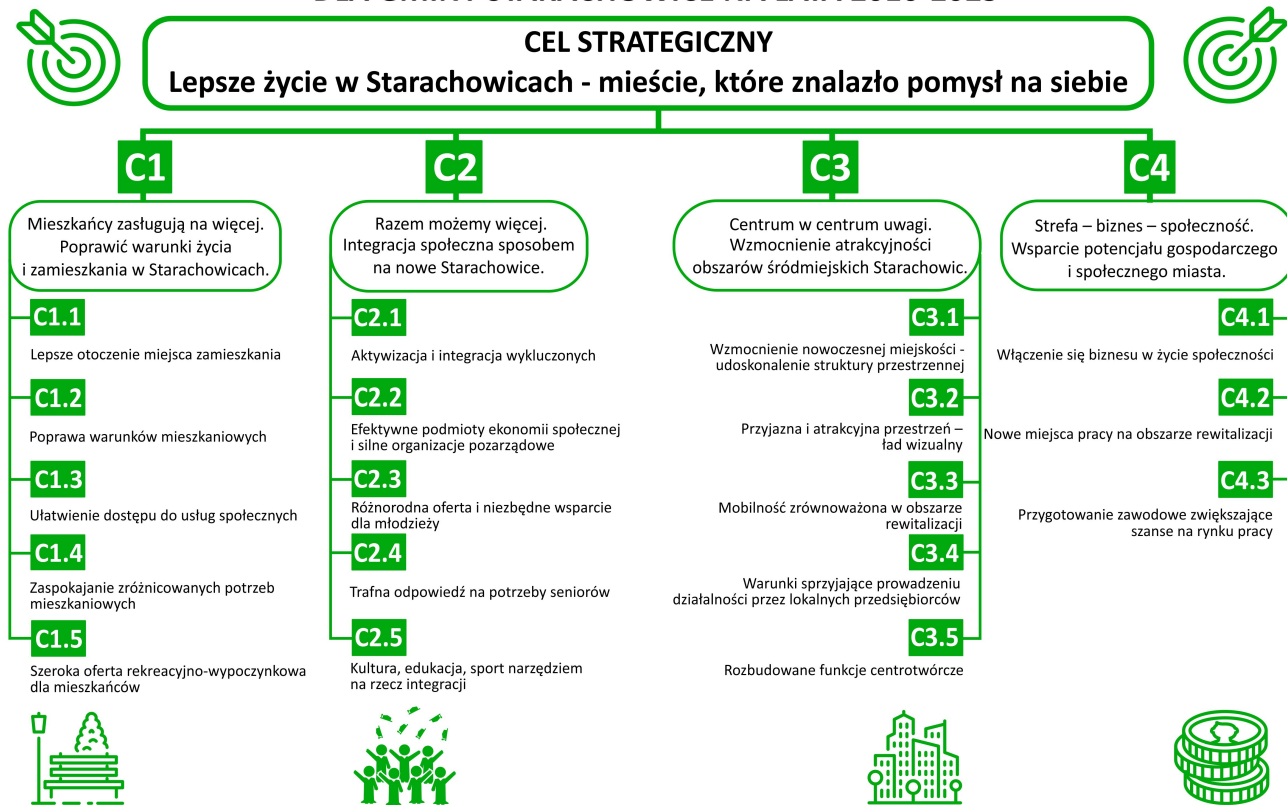 CEL STRATEGICZNY
Lepsze życie w Starachowicach - mieście, które znalazło pomysł na siebie
C1
Mieszkańcy zasługują na więcej.
Poprawić warunki życia
i zamieszkania w Starachowicach.
C1.1
Lepsze otoczenie miejsca zamieszkania
C1.2
Poprawa warunków mieszkaniowych
C1.3
Ułatwienie dostępu do usług społecznych
C1.4
Zaspokajanie zróżnicowanych potrzeb
mieszkaniowych
C1.5
Szeroka oferta rekreacyjno-wypoczynkowa
dla mieszkańców
C2
Razem możemy więcej.
Integracja społeczna sposobem
na nowe Starachowice.
C2.1
Aktywizacja i integracja wykluczonych
C2.2
Efektywne podmioty ekonomii społecznej
i silne organizacje pozarządowe
C2.3
Różnorodna oferta i niezbędne wsparcie
dla młodzieży
C2.4
Trafna odpowiedź na potrzeby seniorów
C2.5
Kultura, edukacja, sport narzędziem
na rzecz integracji
C3
Centrum w centrum uwagi.
Wzmocnienie atrakcyjności
obszarów śródmiejskich Starachowic.
C3.1
Wzmocnienie nowoczesnej miejskości -
udoskonalenie struktury przestrzennej
C3.2
Przyjazna i atrakcyjna przestrzeń –
ład wizualny
C3.3
Mobilność zrównoważona w obszarze
rewitalizacji
C3.4
Warunki sprzyjające prowadzeniu
działalności przez lokalnych przedsiębiorców
C3.5
Rozbudowane funkcje centrotwórcze
C4
Strefa – biznes – społeczność.
Wsparcie potencjału gospodarczego
i społecznego miasta.
C4.1
Włączenie się biznesu w życie społeczności
C4.2
Nowe miejsca pracy na obszarze rewitalizacji
C4.3
Przygotowanie zawodowe zwiększające
szanse na rynku pracy